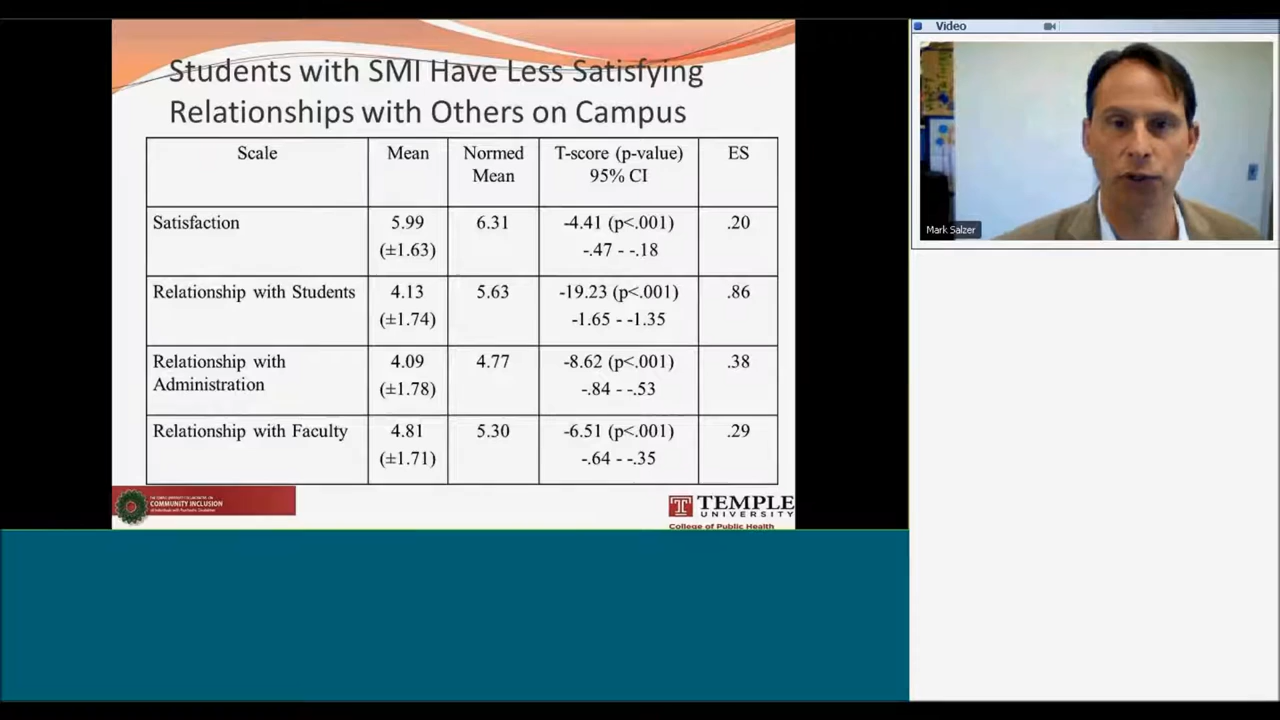 Students with SMI Have Less Satisfying
Relationships with Others on Campus
Scale
Mean
Normed
Mean
T-score (p-value)
95% CI
ES
Satisfaction
5.99
(±1.63)
6.31
-4.41 (p<.001)
-.47 - -.18
.20
Relationship with Students
4.13
(±1.74)
5.63
-19.23 (p<.001)
-1.65 - -1.35
.86
Relationship with
Administration
4.09
(±1.78)
4.77
-8.62 (p<.001)
-.84 - -.53
.38
Relationship with Faculty
4.81
(±1.71)
5.30
-6.51 (p<.001)
-.64 - -.35
.29
COMMUNITY INCLUSION
TEMPLE
UNIVERSITY
College of Public Health
Video
Mark Salzer